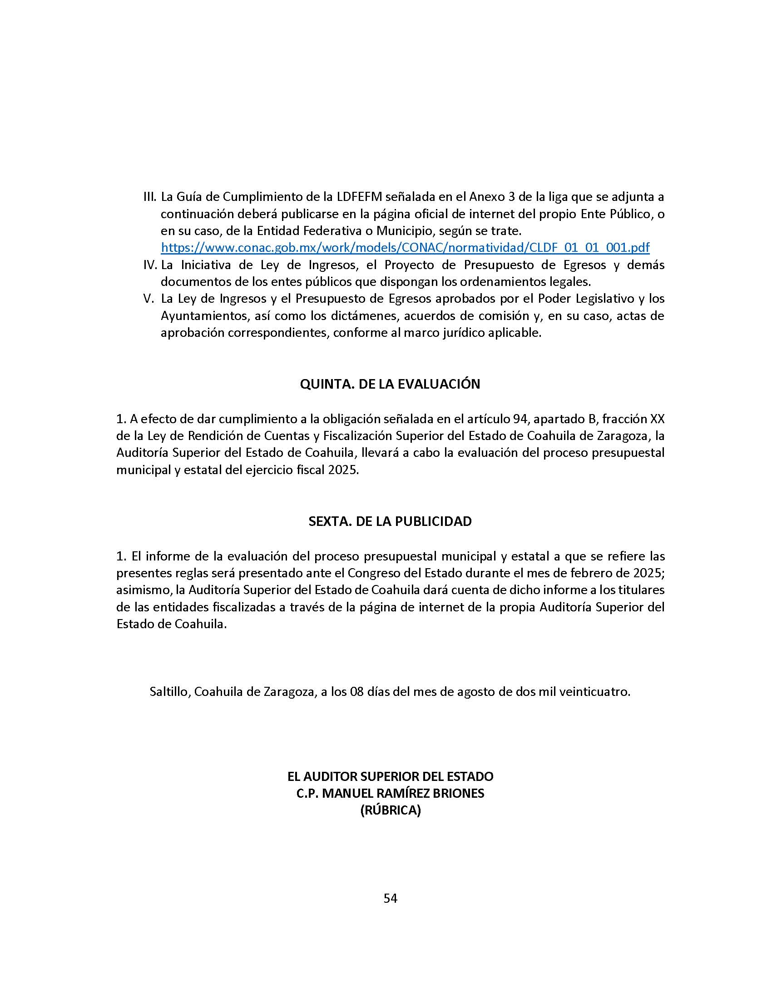 III. La Guía de Cumplimiento de la LDFEFM señalada en el Anexo 3 de la liga que se adjunta a
continuación deberá publicarse en la página oficial de internet del propio Ente Público, o
en su caso, de la Entidad Federativa o Municipio, según se trate.
https://www.conac.gob.mx/work/models/CONAC/normatividad/CLDF_01_01_001.pdf
IV. La Iniciativa de Ley de Ingresos, el Proyecto de Presupuesto de Egresos y demás
documentos de los entes públicos que dispongan los ordenamientos legales.
V. La Ley de Ingresos y el Presupuesto de Egresos aprobados por el Poder Legislativo y los
Ayuntamientos, así como los dictámenes, acuerdos de comisión y, en su caso, actas de
aprobación correspondientes, conforme al marco jurídico aplicable.
QUINTA. DE LA EVALUACIÓN
1. A efecto de dar cumplimiento a la obligación señalada en el artículo 94, apartado B, fracción XX
de la Ley de Rendición de Cuentas y Fiscalización Superior del Estado de Coahuila de Zaragoza, la
Auditoría Superior del Estado de Coahuila, llevará a cabo la evaluación del proceso presupuestal
municipal y estatal del ejercicio fiscal 2025.
SEXTA. DE LA PUBLICIDAD
1. El informe de la evaluación del proceso presupuestal municipal y estatal a que se refiere las
presentes reglas será presentado ante el Congreso del Estado durante el mes de febrero de 2025;
asimismo, la Auditoría Superior del Estado de Coahuila dará cuenta de dicho informe a los titulares
de las entidades fiscalizadas a través de la página de internet de la propia Auditoría Superior del
Estado de Coahuila.
Saltillo, Coahuila de Zaragoza, a los 08 días del mes de agosto de dos mil veinticuatro.
EL AUDITOR SUPERIOR DEL ESTADO
C.P. MANUEL RAMÍREZ BRIONES
(RÚBRICA)
54